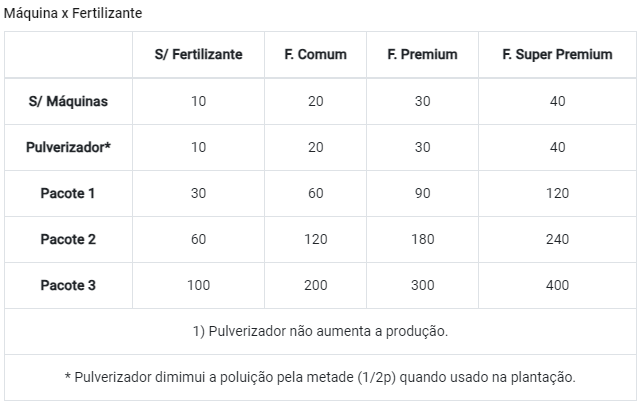 Máquina x Fertilizante
S/ Fertilizante F. Comum F. Premium F. Super Premium
S/ Máquinas 10 20 30 40
Pulverizador* 10 20 30 40
Pacote 1 30 60 90 120
Pacote 2 60 120 180 240
Pacote 3 100 200 300 400
1) Pulverizador não aumenta a produção.
* Pulverizador dimimui a poluição pela metade (1/2p) quando usado na plantação.